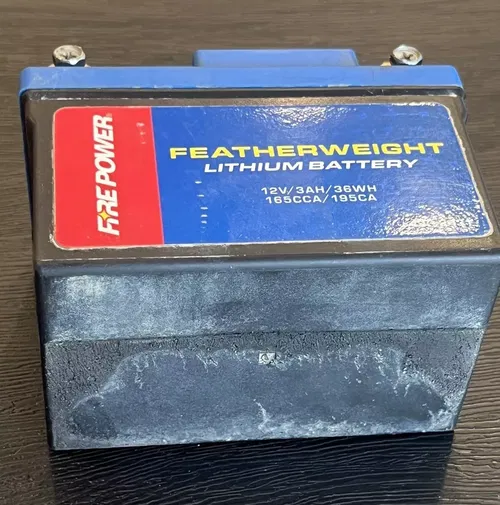 FIRE POWER
FEATHERWEIGHT
LITHIUM BATTERY
12V/3AH/36WH
165CCA/195CA